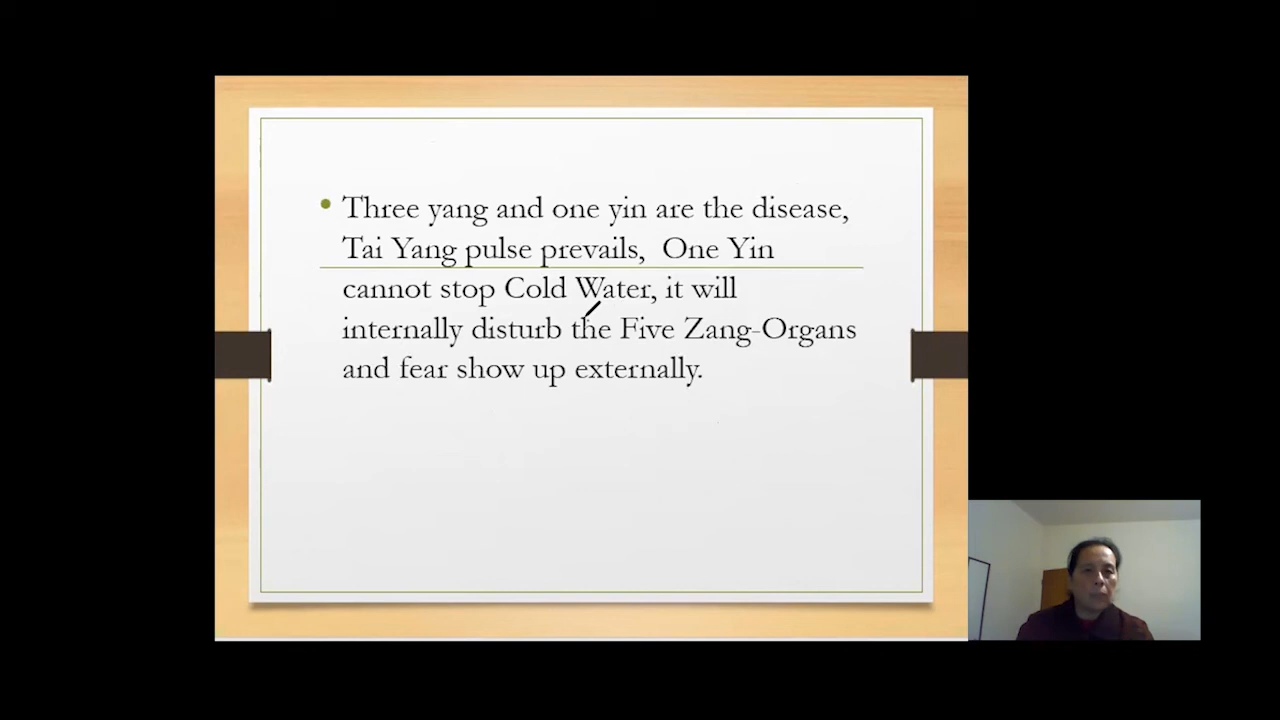 • Three yang and one yin are the disease,
Tai Yang pulse prevails,  One Yin
cannot stop Cold Water, it will
internally disturb the Five Zang-Organs
and fear show up externally.